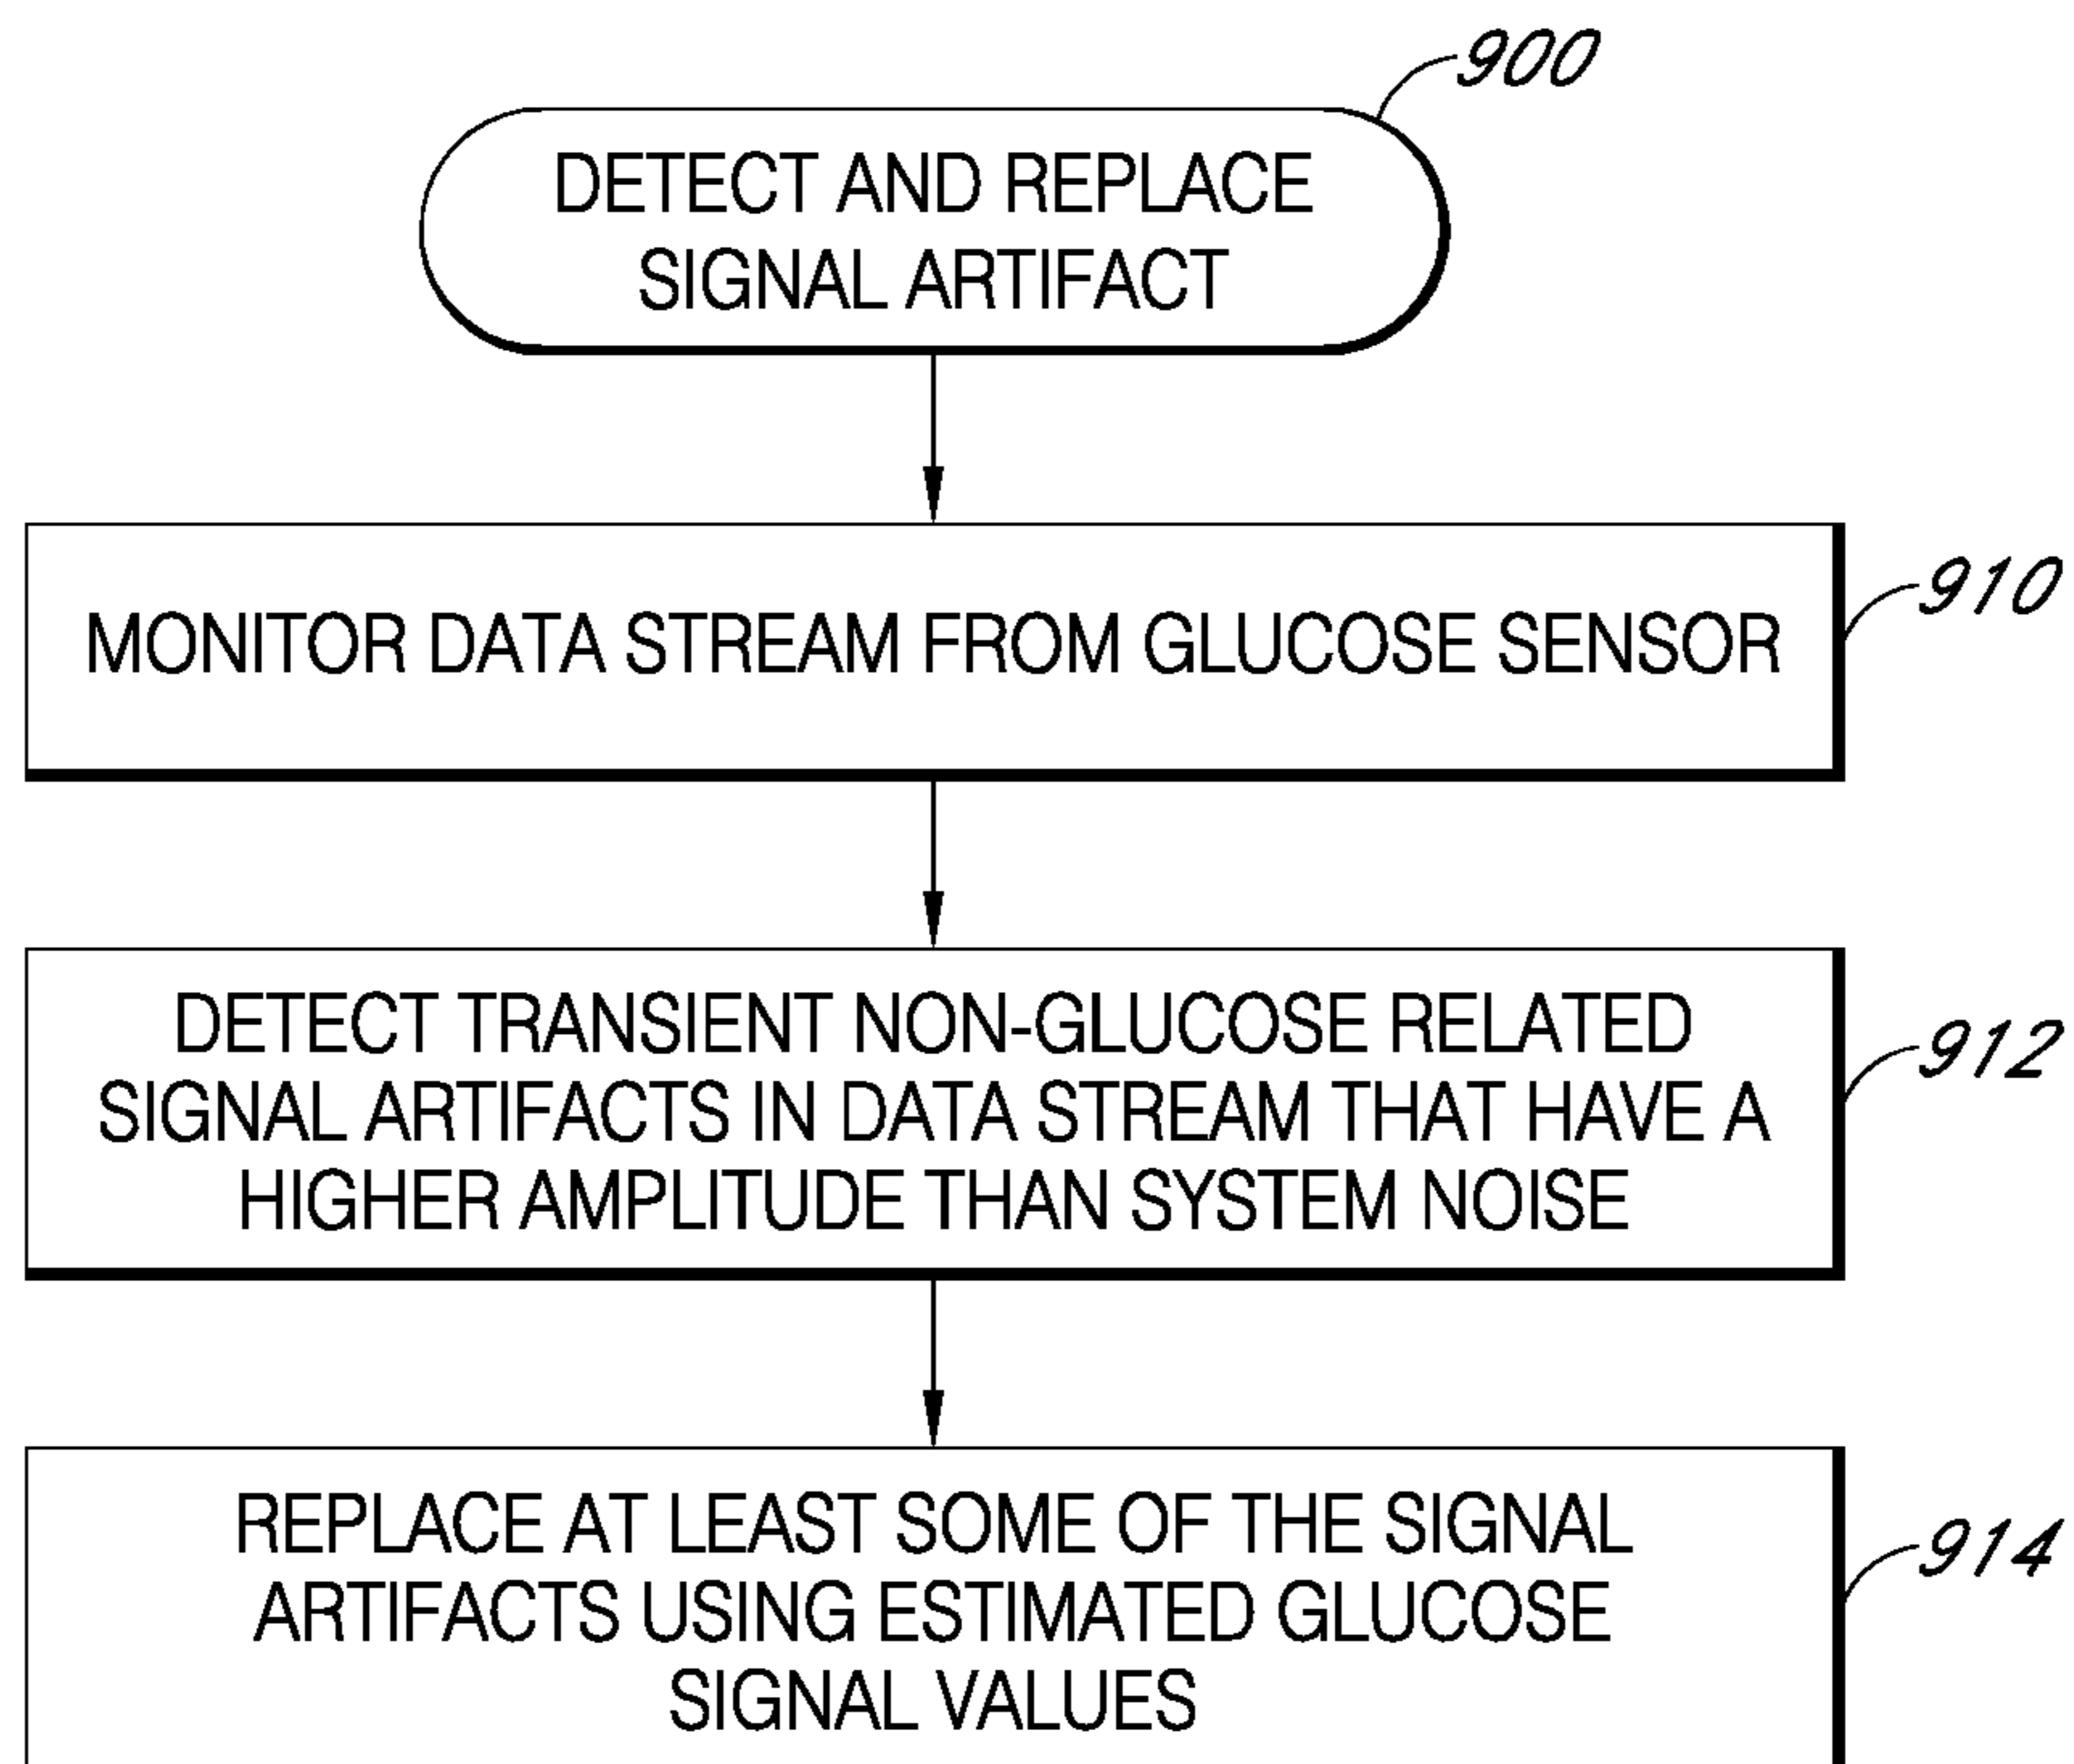 900
DETECT AND REPLACE
SIGNAL ARTIFACT
910
MONITOR DATA STREAM FROM GLUCOSE SENSOR
912
DETECT TRANSIENT NON-GLUCOSE RELATED
SIGNAL ARTIFACTS IN DATA STREAM THAT HAVE A
HIGHER AMPLITUDE THAN SYSTEM NOISE
914
REPLACE AT LEAST SOME OF THE SIGNAL
ARTIFACTS USING ESTIMATED GLUCOSE
SIGNAL VALUES